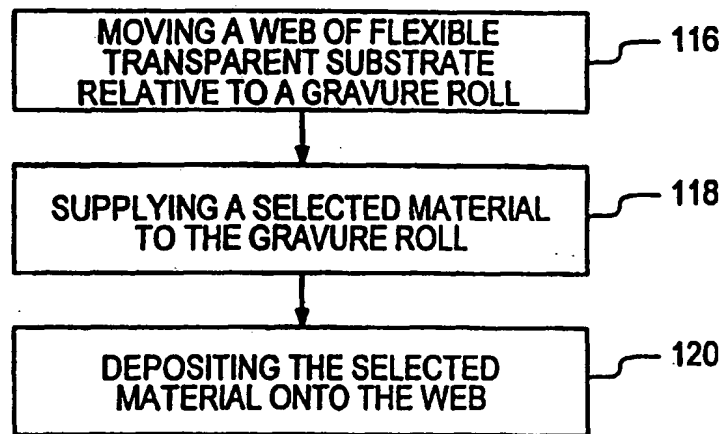 MOVING A WEB OF FLEXIBLE
TRANSPARENT SUBSTRATE
RELATIVE TO A GRAVURE ROLL
116
SUPPLYING A SELECTED MATERIAL
TO THE GRAVURE ROLL
118
DEPOSITING THE SELECTED
MATERIAL ONTO THE WEB
120